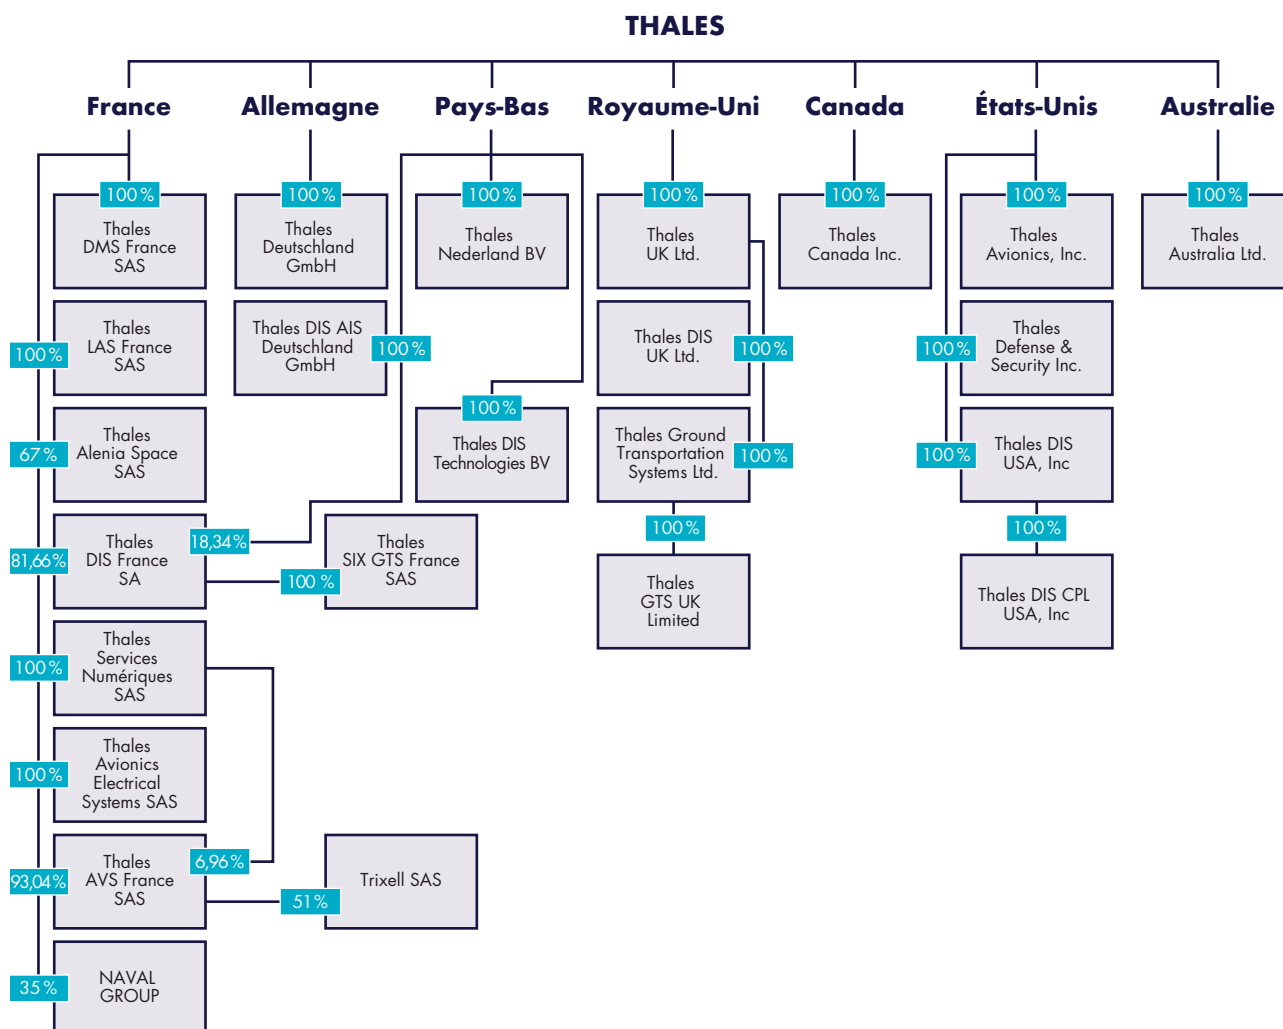 THALES
France
Allemagne
Pays-Bas
Royaume-Uni
Canada
États-Unis
Australie
100 %
Thales
DMS France
SAS
100 %
Thales
LAS France
SAS
67 %
Thales
Alenia Space
SAS
81,66 %
Thales
DIS France
SA
18,34 %
100 %
Thales
SIX GTS France
SAS
100 %
Thales
Services
Numériques
SAS
100 %
Thales
Avionics
Electrical
Systems SAS
93,04 %
Thales
AVS France
SAS
6,96 %
51 %
Trixell SAS
35 %
NAVAL
GROUP
100 %
Thales
Deutschland
GmbH
Thales DIS AIS
Deutschland
GmbH
100 %
100 %
Thales
Nederland BV
100 %
Thales DIS
Technologies BV
100 %
Thales
UK Ltd.
Thales DIS
UK Ltd.
100 %
Thales Ground
Transportation
Systems Ltd.
100 %
100 %
Thales
GTS UK
Limited
100 %
Thales
Canada Inc.
100 %
Thales
Avionics, Inc.
100 %
Thales
Defense &
Security Inc.
100 %
Thales DIS
USA, Inc
100 %
Thales DIS CPL
USA, Inc
100 %
Thales
Australia Ltd.